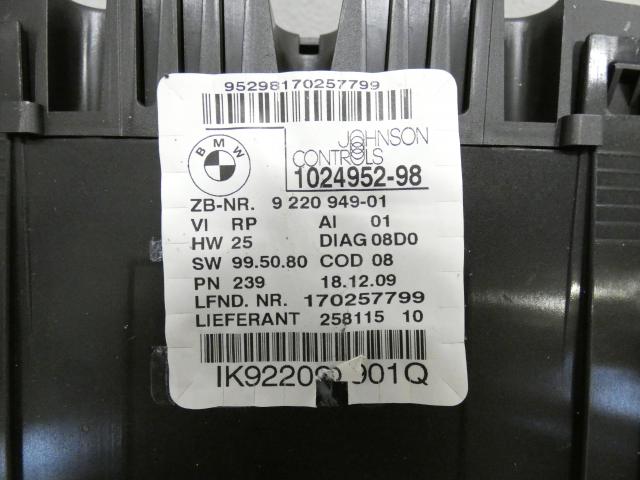 95298170257799
BMW
JOHNSON
CONTROLS
1024952-98
ZB-NR. 9 220 949-01
VI RP AI 01
HW 25 DIAG 08D0
SW 99.50.80 COD 08
PN 239 18.12.09
LFND. NR. 170257799
LIEFERANT 258115 10